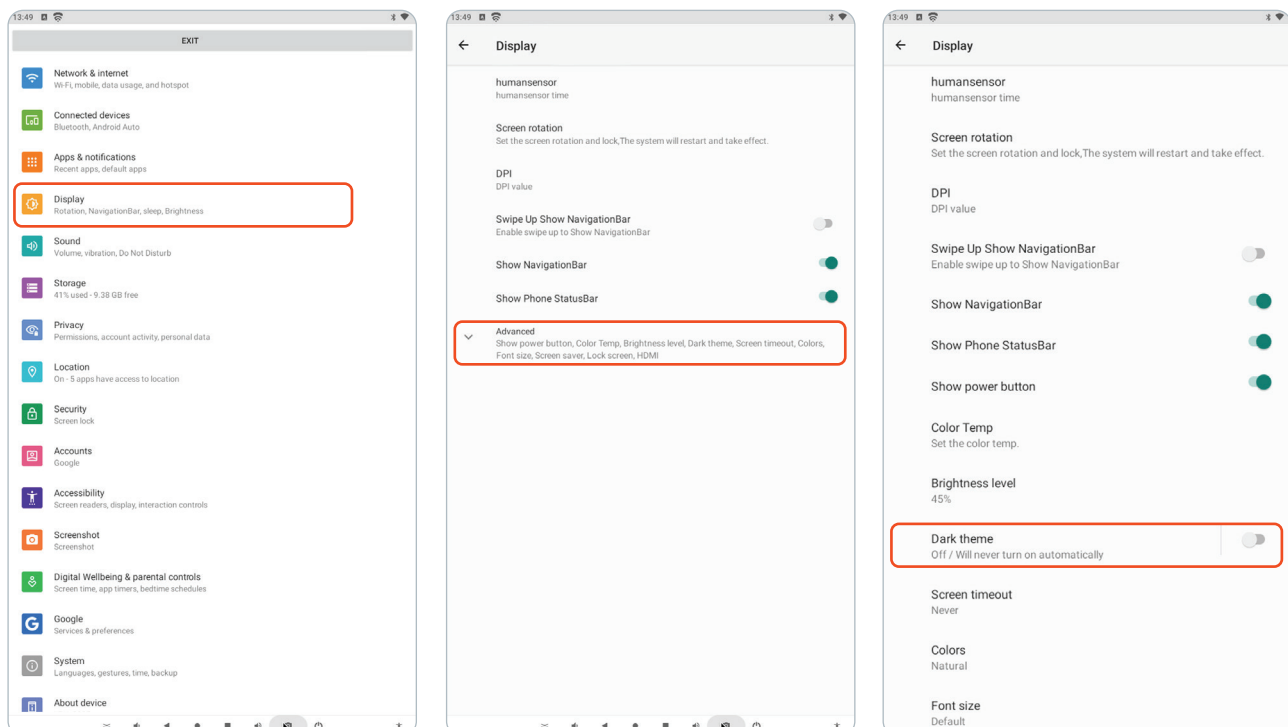 13:49
EXIT
Network & internet
Wi-Fi, mobile, data usage, and hotspot
Connected devices
Bluetooth, Android Auto
Apps & notifications
Recent apps, default apps
Display
Rotation, NavigationBar, sleep, Brightness
Sound
Volume, vibration, Do Not Disturb
Storage
41% used - 9.38 GB free
Privacy
Permissions, account activity, personal data
Location
On - 5 apps have access to location
Security
Screen lock
Accounts
Google
Accessibility
Screen readers, display, interaction controls
Screenshot
Screenshot
Digital Wellbeing & parental controls
Screen time, app timers, bedtime schedules
Google
Services & preferences
System
Languages, gestures, time, backup
About device
13:49
Display
humansensor
humansensor time
Screen rotation
Set the screen rotation and lock,The system will restart and take effect.
DPI
DPI value
Swipe Up Show NavigationBar
Enable swipe up to Show NavigationBar
Show NavigationBar
Show Phone StatusBar
Advanced
Show power button, Color Temp, Brightness level, Dark theme, Screen timeout, Colors,
Font size, Screen saver, Lock screen, HDMI
13:49
Display
humansensor
humansensor time
Screen rotation
Set the screen rotation and lock,The system will restart and take effect.
DPI
DPI value
Swipe Up Show NavigationBar
Enable swipe up to Show NavigationBar
Show NavigationBar
Show Phone StatusBar
Show power button
Color Temp
Set the color temp.
Brightness level
45%
Dark theme
Off / Will never turn on automatically
Screen timeout
Never
Colors
Natural
Font size
Default